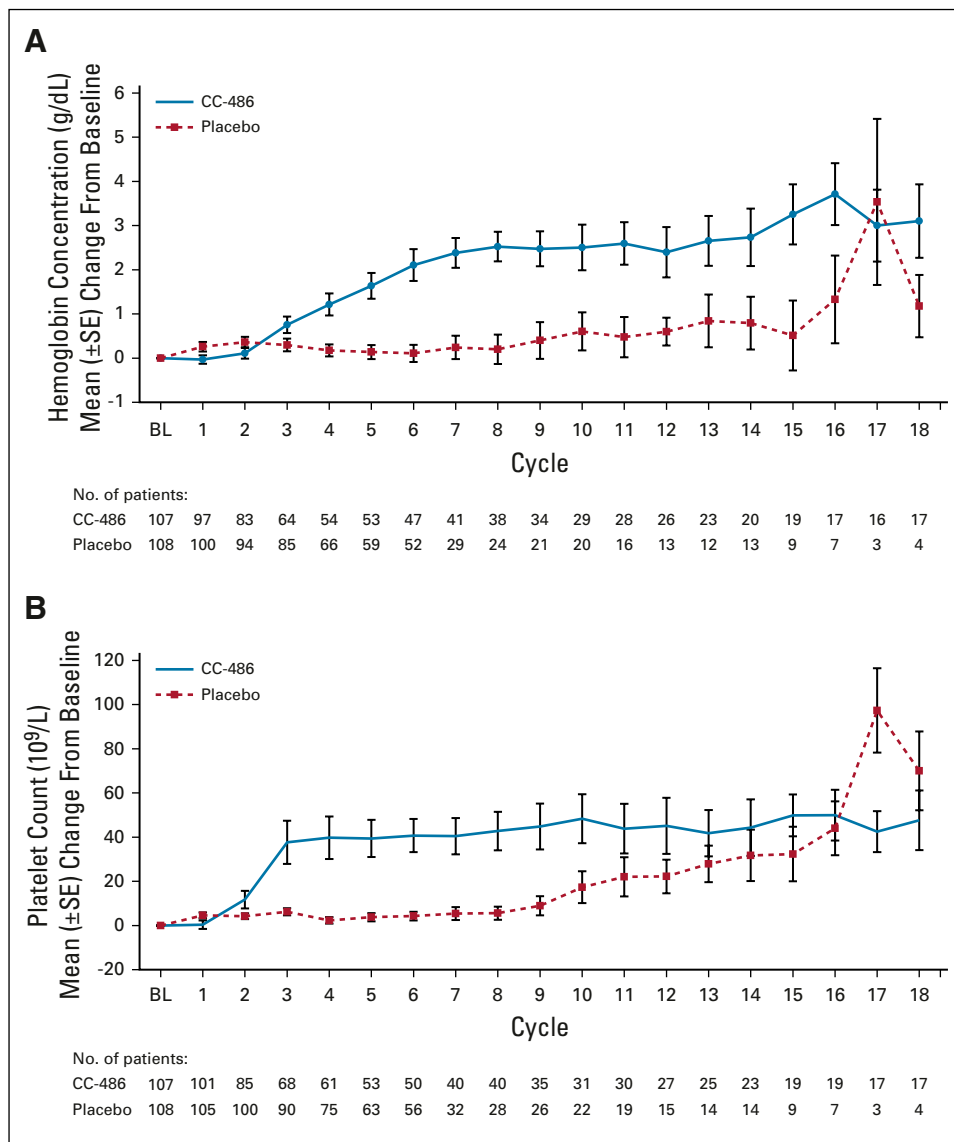 A
Hemoglobin Concentration (g/dL)
Mean (±SE) Change From Baseline
6
5
4
3
2
1
0
-1
CC-486
Placebo
BL 1 2 3 4 5 6 7 8 9 10 11 12 13 14 15 16 17 18
Cycle
No. of patients:
CC-486 107 97 83 64 54 53 47 41 38 34 29 28 26 23 20 19 17 16 17
Placebo 108 100 94 85 66 59 52 29 24 21 20 16 13 12 13 9 7 3 4
B
Platelet Count (10⁹/L)
Mean (±SE) Change From Baseline
120
100
80
60
40
20
0
-20
CC-486
Placebo
BL 1 2 3 4 5 6 7 8 9 10 11 12 13 14 15 16 17 18
Cycle
No. of patients:
CC-486 107 101 85 68 61 53 50 40 40 35 31 30 27 25 23 19 19 17 17
Placebo 108 105 100 90 75 63 56 32 28 26 22 19 15 14 14 9 7 3 4